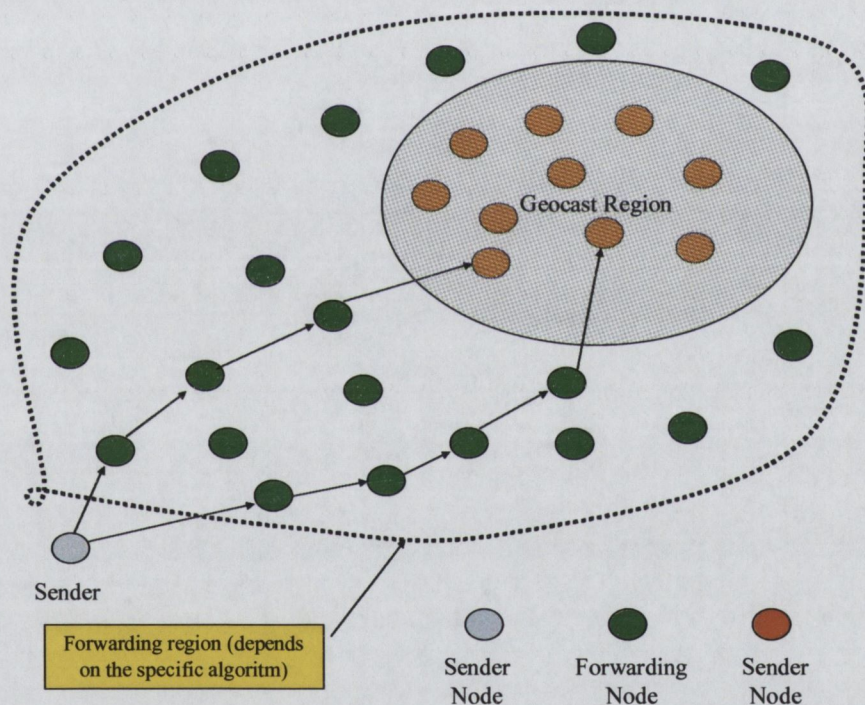 Geocast Region
Sender
Forwarding region (depends
on the specific algoritm)
Sender
Node
Forwarding
Node
Sender
Node